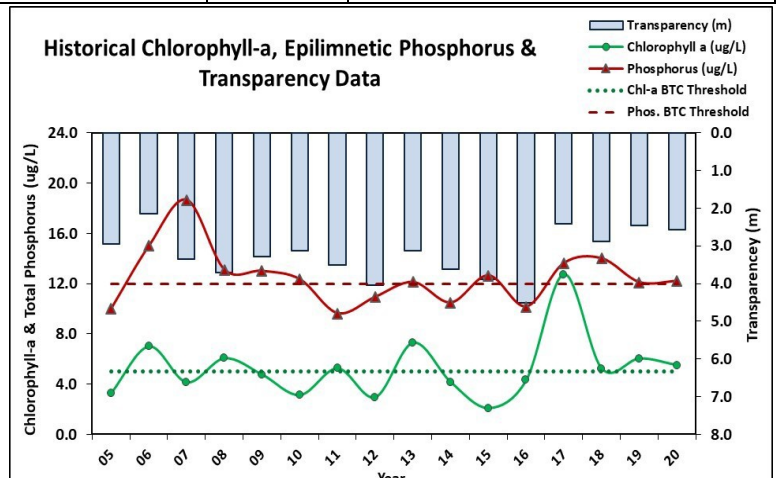 Historical Chlorophyll-a, Epilimnetic Phosphorus &
Transparency Data
Transparency (m)
Chlorophyll a (ug/L)
Phosphorus (ug/L)
Chl-a BTC Threshold
Phos. BTC Threshold
Chlorophyll-a & Total Phosphorus (ug/L)
24.0
20.0
16.0
12.0
8.0
4.0
0.0
0.0
1.0
2.0
3.0
4.0
5.0
6.0
7.0
8.0
Transparencey (m)
05 06 07 08 09 10 11 12 13 14 15 16 17 18 19 20
Year